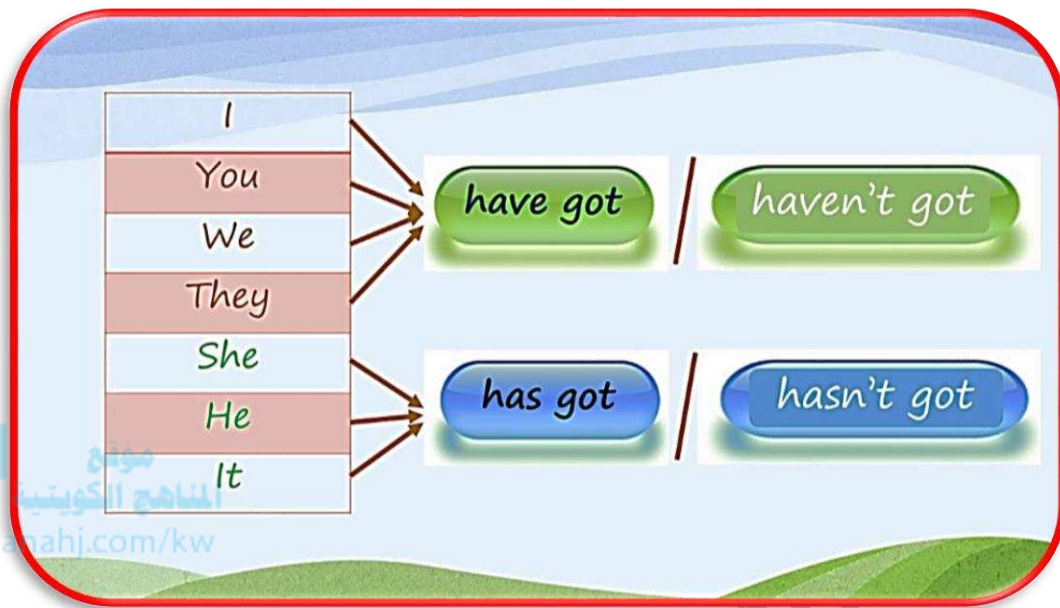 I
You
We
They
She
He
It
have got / haven't got
has got / hasn't got
موقع
المناهج الكويتية
anahj.com/kw